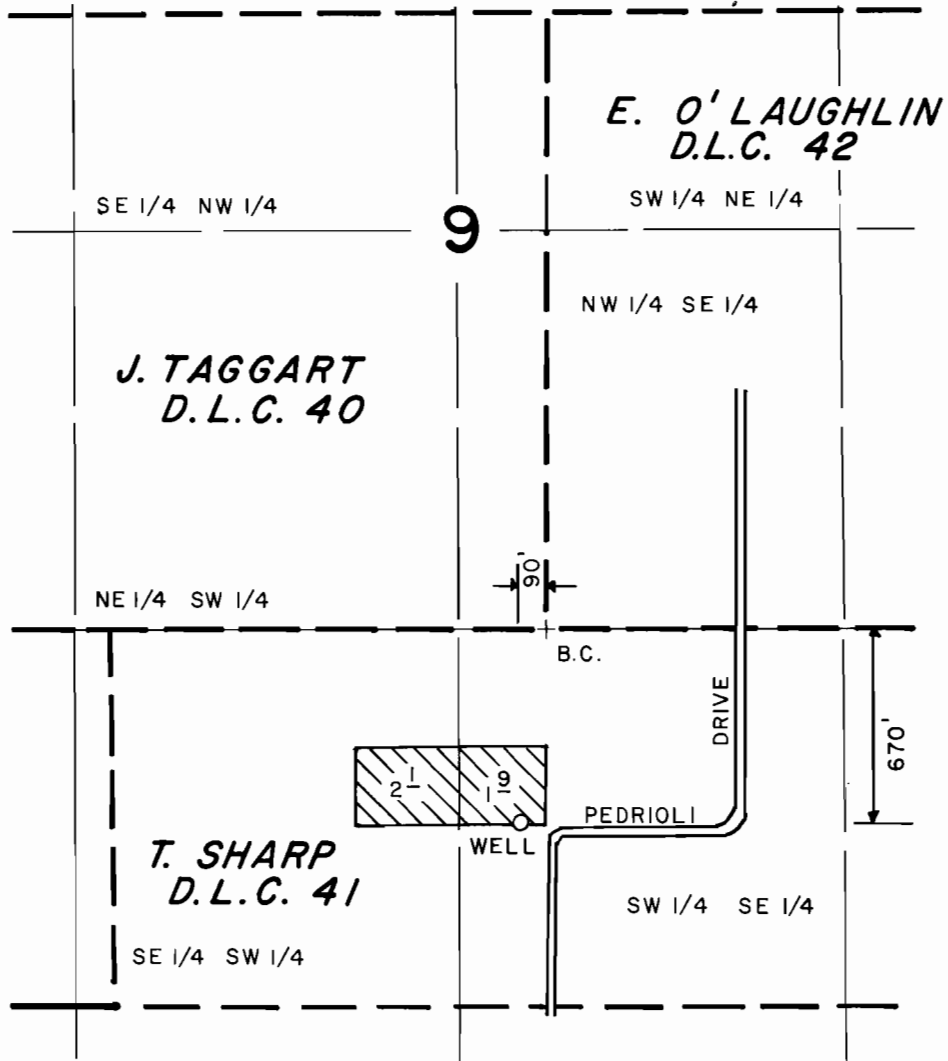 E. O'LAUGHLIN
D.L.C. 42
SE 1/4 NW 1/4
SW 1/4 NE 1/4
9
NW 1/4 SE 1/4
J. TAGGART
D.L.C. 40
90'
NE 1/4 SW 1/4
B.C.
DRIVE
670'
2 1
1 9
PEDRIOLI
WELL
T. SHARP
D.L.C. 41
SW 1/4 SE 1/4
SE 1/4 SW 1/4